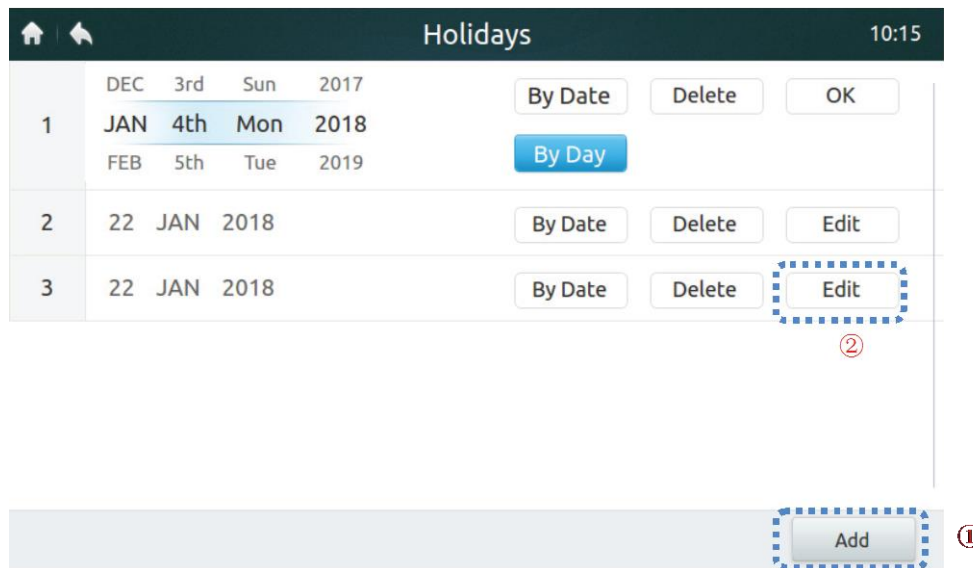 Holidays 10:15
DEC 3rd Sun 2017
1 JAN 4th Mon 2018 By Date Delete OK
FEB 5th Tue 2019 By Day
2 22 JAN 2018 By Date Delete Edit
3 22 JAN 2018 By Date Delete Edit
②
Add ①